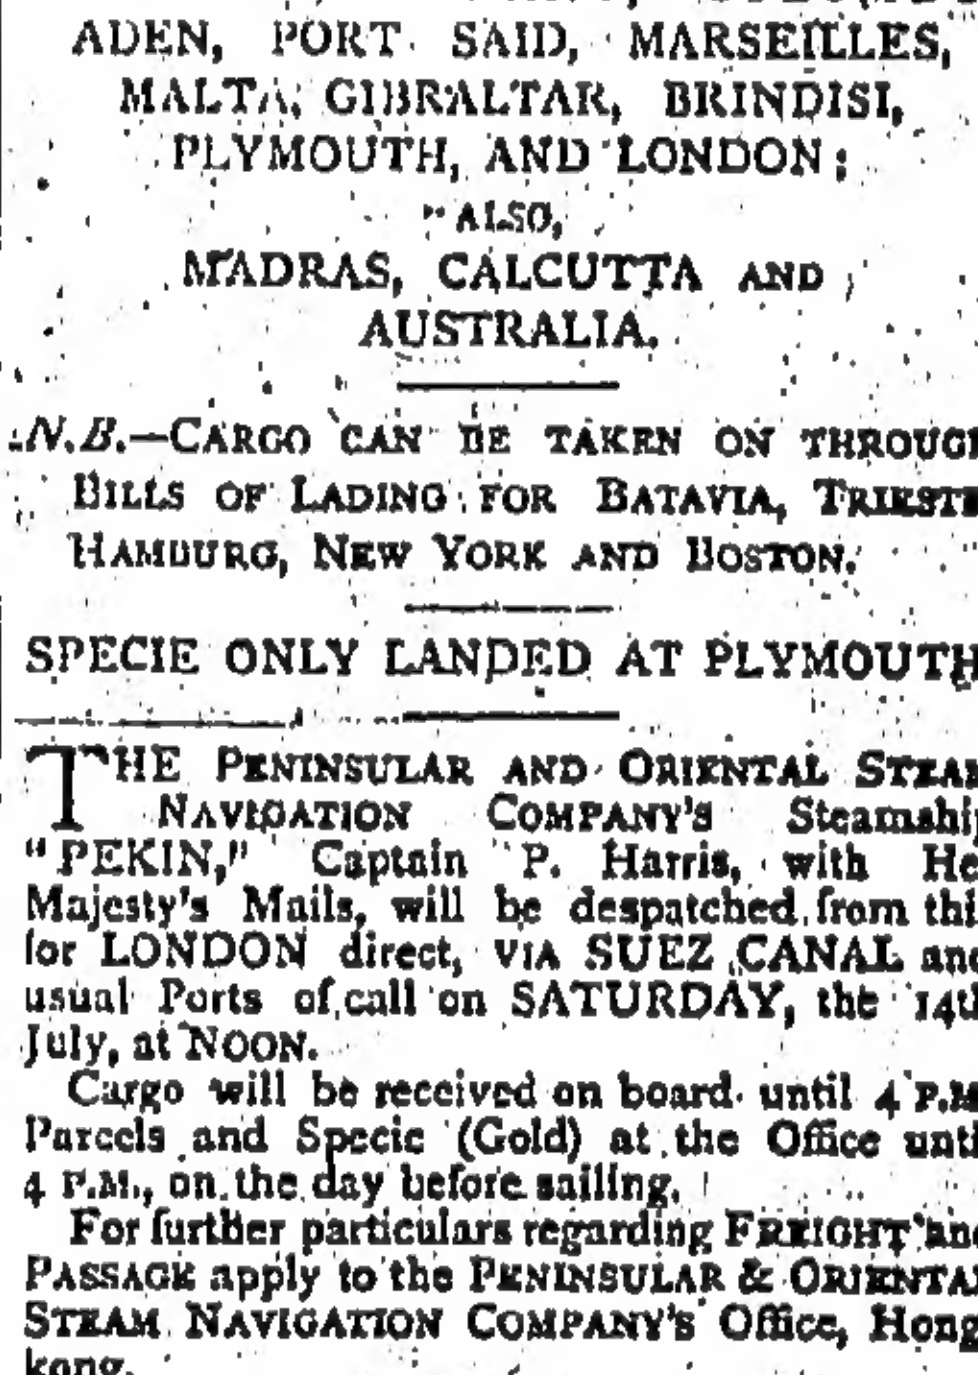 ADEN, PORT SAID, MARSEILLES,
MALTA, GIBRALTAR, BRINDISI,
PLYMOUTH, AND LONDON;
ALSO,
MADRAS, CALCUTTA AND
AUSTRALIA.
N.B.—CARGO CAN BE TAKEN ON THROUGH
BILLS OF LADING FOR BATAVIA, TRIESTE
HAMBURG, NEW YORK AND BOSTON.
SPECIE ONLY LANDED AT PLYMOUTH
THE PENINSULAR AND ORIENTAL STEAM
NAVIGATION COMPANY'S Steamship
"PEKIN," Captain P. Harris, with He
Majesty's Mails, will be despatched from thi
for LONDON direct, VIA SUEZ CANAL and
usual Ports of call on SATURDAY, the 14th
July, at NOON.
Cargo will be received on board until 4 P.M
Parcels and Specie (Gold) at the Office unti
4 P.M., on the day before sailing.
For further particulars regarding FREIGHT and
PASSAGE apply to the PENINSULAR & ORIENTAL
STEAM NAVIGATION COMPANY'S Office, Hong
kong.